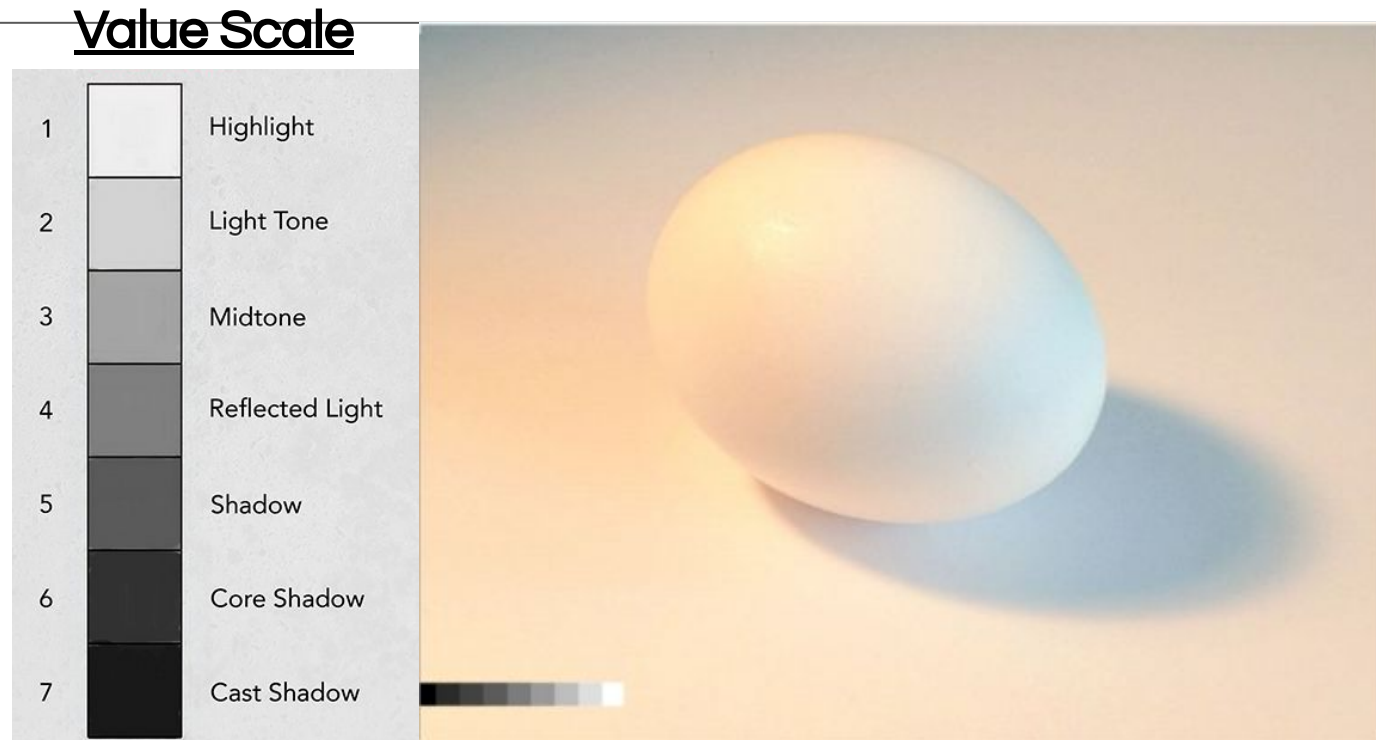 Value Scale
1 Highlight
2 Light Tone
3 Midtone
4 Reflected Light
5 Shadow
6 Core Shadow
7 Cast Shadow